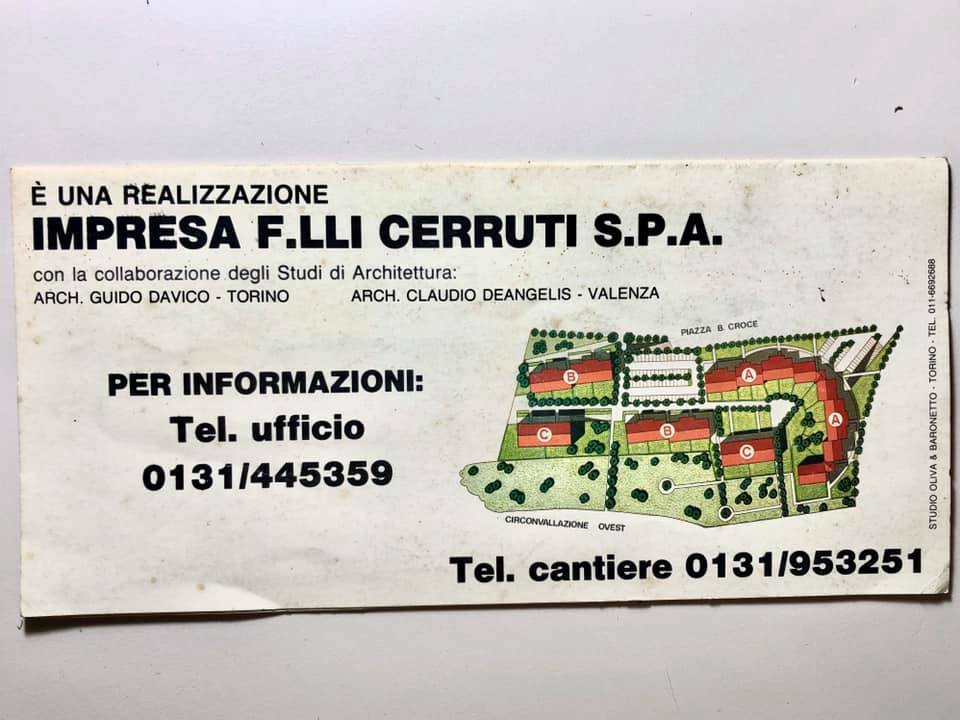 È UNA REALIZZAZIONE
IMPRESA F.LLI CERRUTI S.P.A.
con la collaborazione degli Studi di Architettura:
ARCH. GUIDO DAVICO - TORINO ARCH. CLAUDIO DEANGELIS - VALENZA
PER INFORMAZIONI:
Tel. ufficio
0131/445359
PIAZZA B. CROCE
B
A
A
C
B
C
CIRCONVALLAZIONE OVEST
Tel. cantiere 0131/953251
STUDIO OLIVA & BARONETTO - TORINO - TEL. 011-6692688